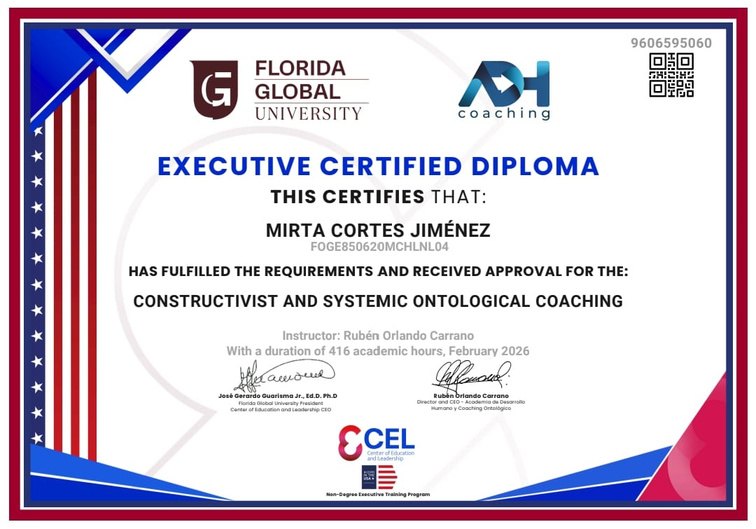 9606595060
FLORIDA
GLOBAL
UNIVERSITY
ADH
coaching
EXECUTIVE CERTIFIED DIPLOMA
THIS CERTIFIES THAT:
MIRTA CORTES JIMÉNEZ
FOGE850620MCHLNL04
HAS FULFILLED THE REQUIREMENTS AND RECEIVED APPROVAL FOR THE:
CONSTRUCTIVIST AND SYSTEMIC ONTOLOGICAL COACHING
Instructor: Rubén Orlando Carrano
With a duration of 416 academic hours, February 2026
José Gerardo Guarisma Jr., Ed.D. Ph.D
Florida Global University President
Center of Education and Leadership CEO
Rubén Orlando Carrano
Director and CEO - Academia de Desarrollo
Humano y Coaching Ontológico
CEL
Center of Education
and Leadership
Non-Degree Executive Training Program